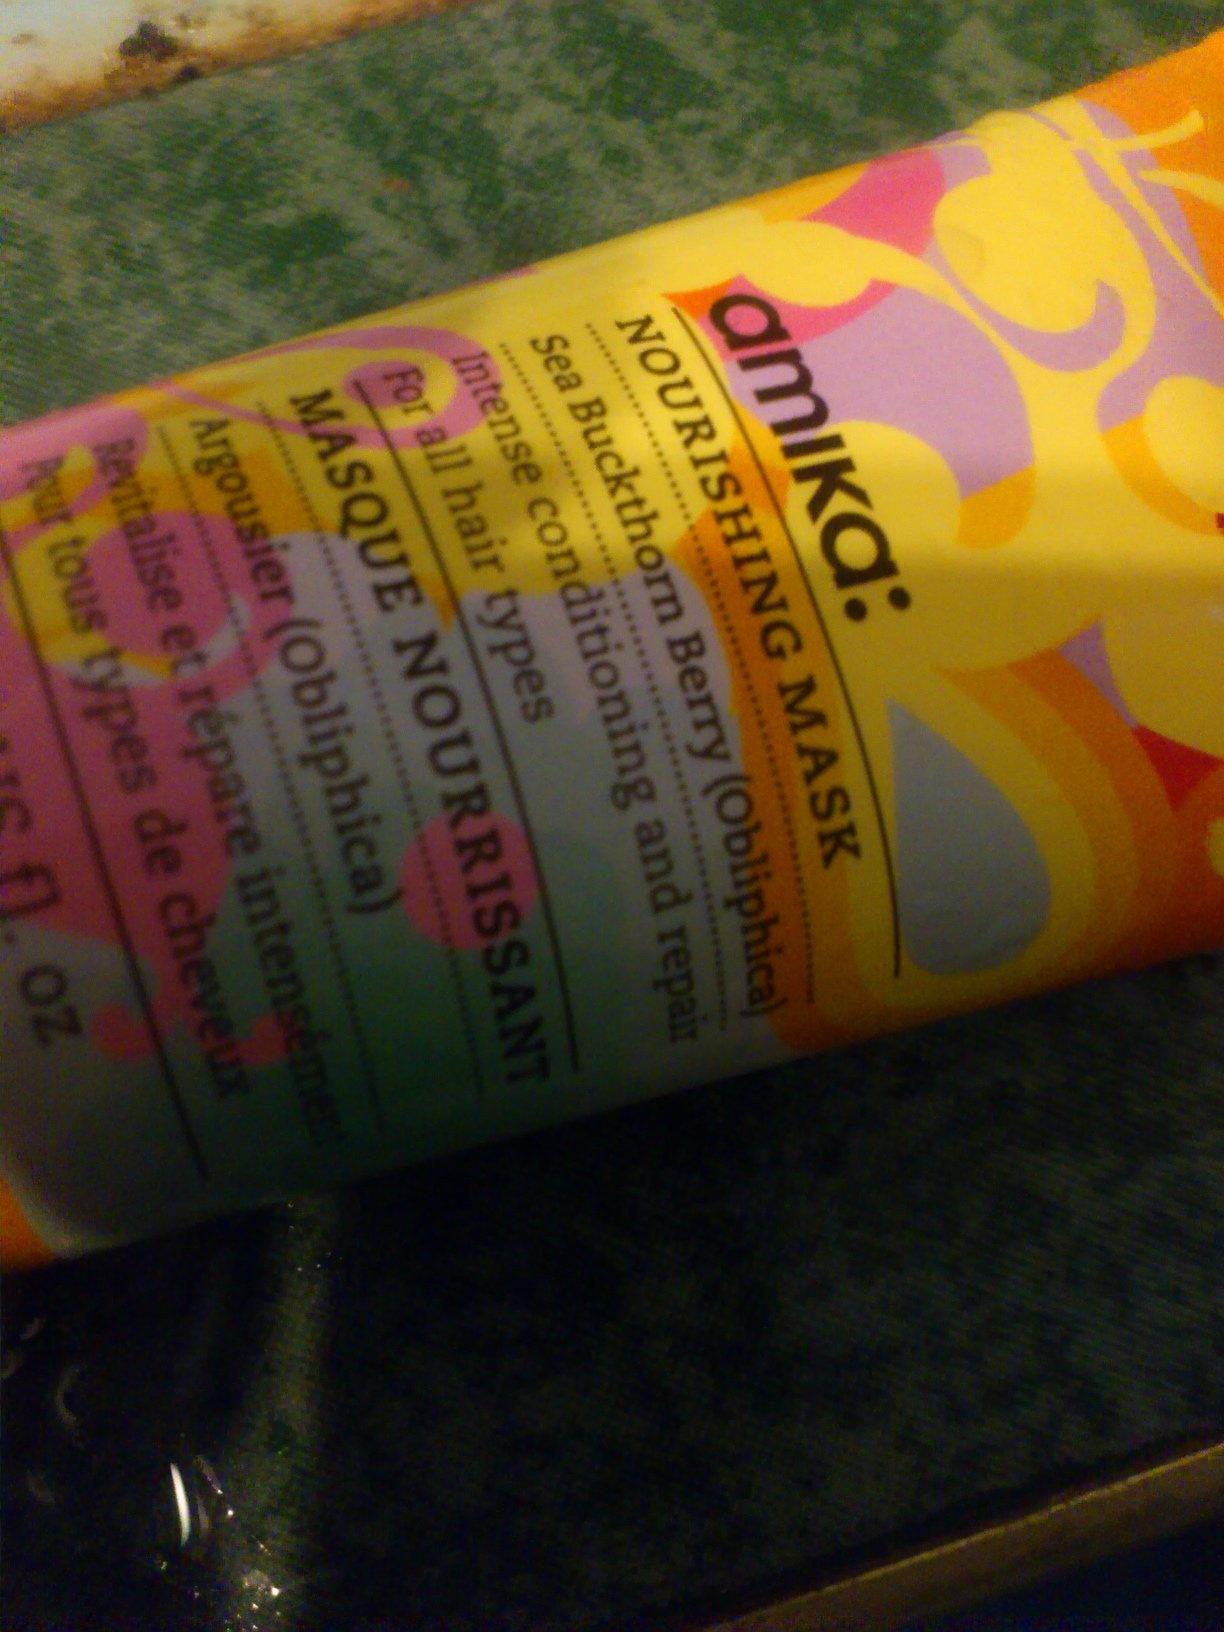 amika:
NOURISHING MASK
Sea Buckthorn Berry (Obliphica)
Intense conditioning and repair
For all hair types
MASQUE NOURRISSANT
Argousier (Obliphica)
Revitalise et répare
Pour tous types de cheveux
fl. oz